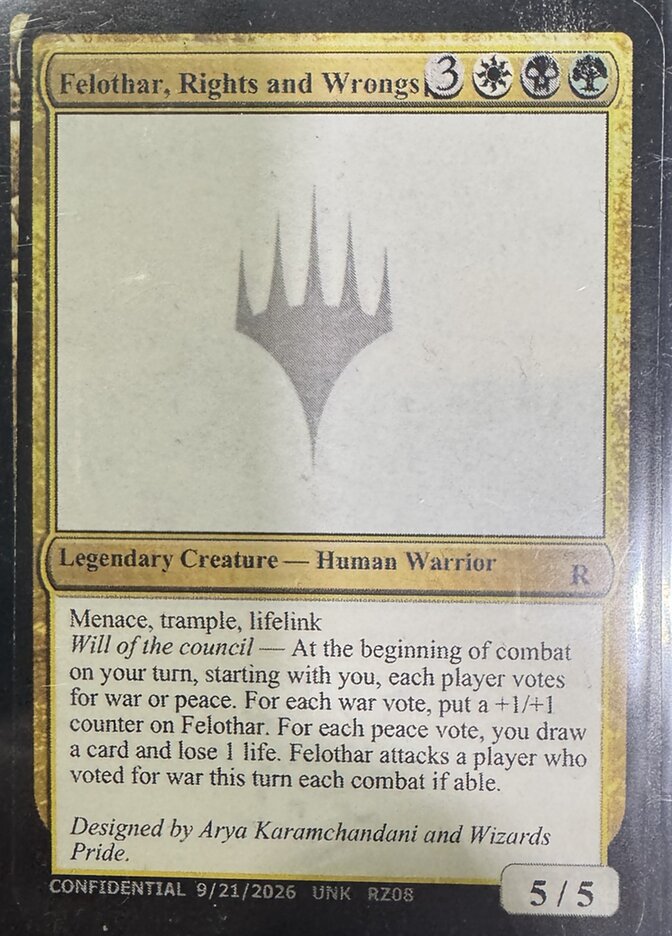 Felothar, Rights and Wrongs 3
Legendary Creature — Human Warrior
R
Menace, trample, lifelink
Will of the council — At the beginning of combat
on your turn, starting with you, each player votes
for war or peace. For each war vote, put a +1/+1
counter on Felothar. For each peace vote, you draw
a card and lose 1 life. Felothar attacks a player who
voted for war this turn each combat if able.
Designed by Arya Karamchandani and Wizards
Pride.
CONFIDENTIAL 9/21/2026 UNK RZ08
5/5